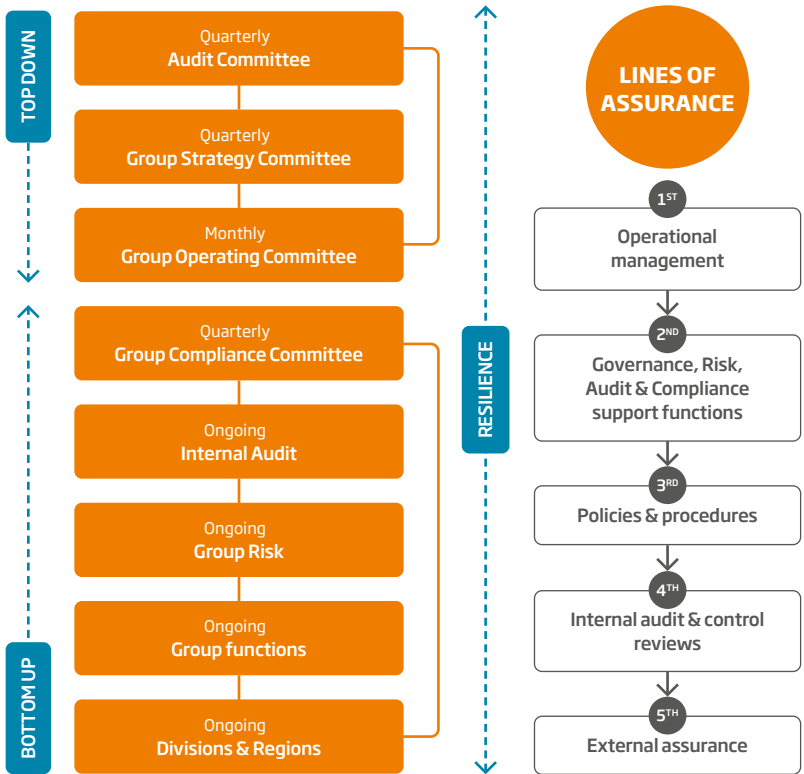 TOP DOWN
Quarterly
Audit Committee
Quarterly
Group Strategy Committee
Monthly
Group Operating Committee
BOTTOM UP
Quarterly
Group Compliance Committee
Ongoing
Internal Audit
Ongoing
Group Risk
Ongoing
Group functions
Ongoing
Divisions & Regions
RESILIENCE
LINES OF
ASSURANCE
1ST
Operational
management
2ND
Governance, Risk,
Audit & Compliance
support functions
3RD
Policies & procedures
4TH
Internal audit & control
reviews
5TH
External assurance